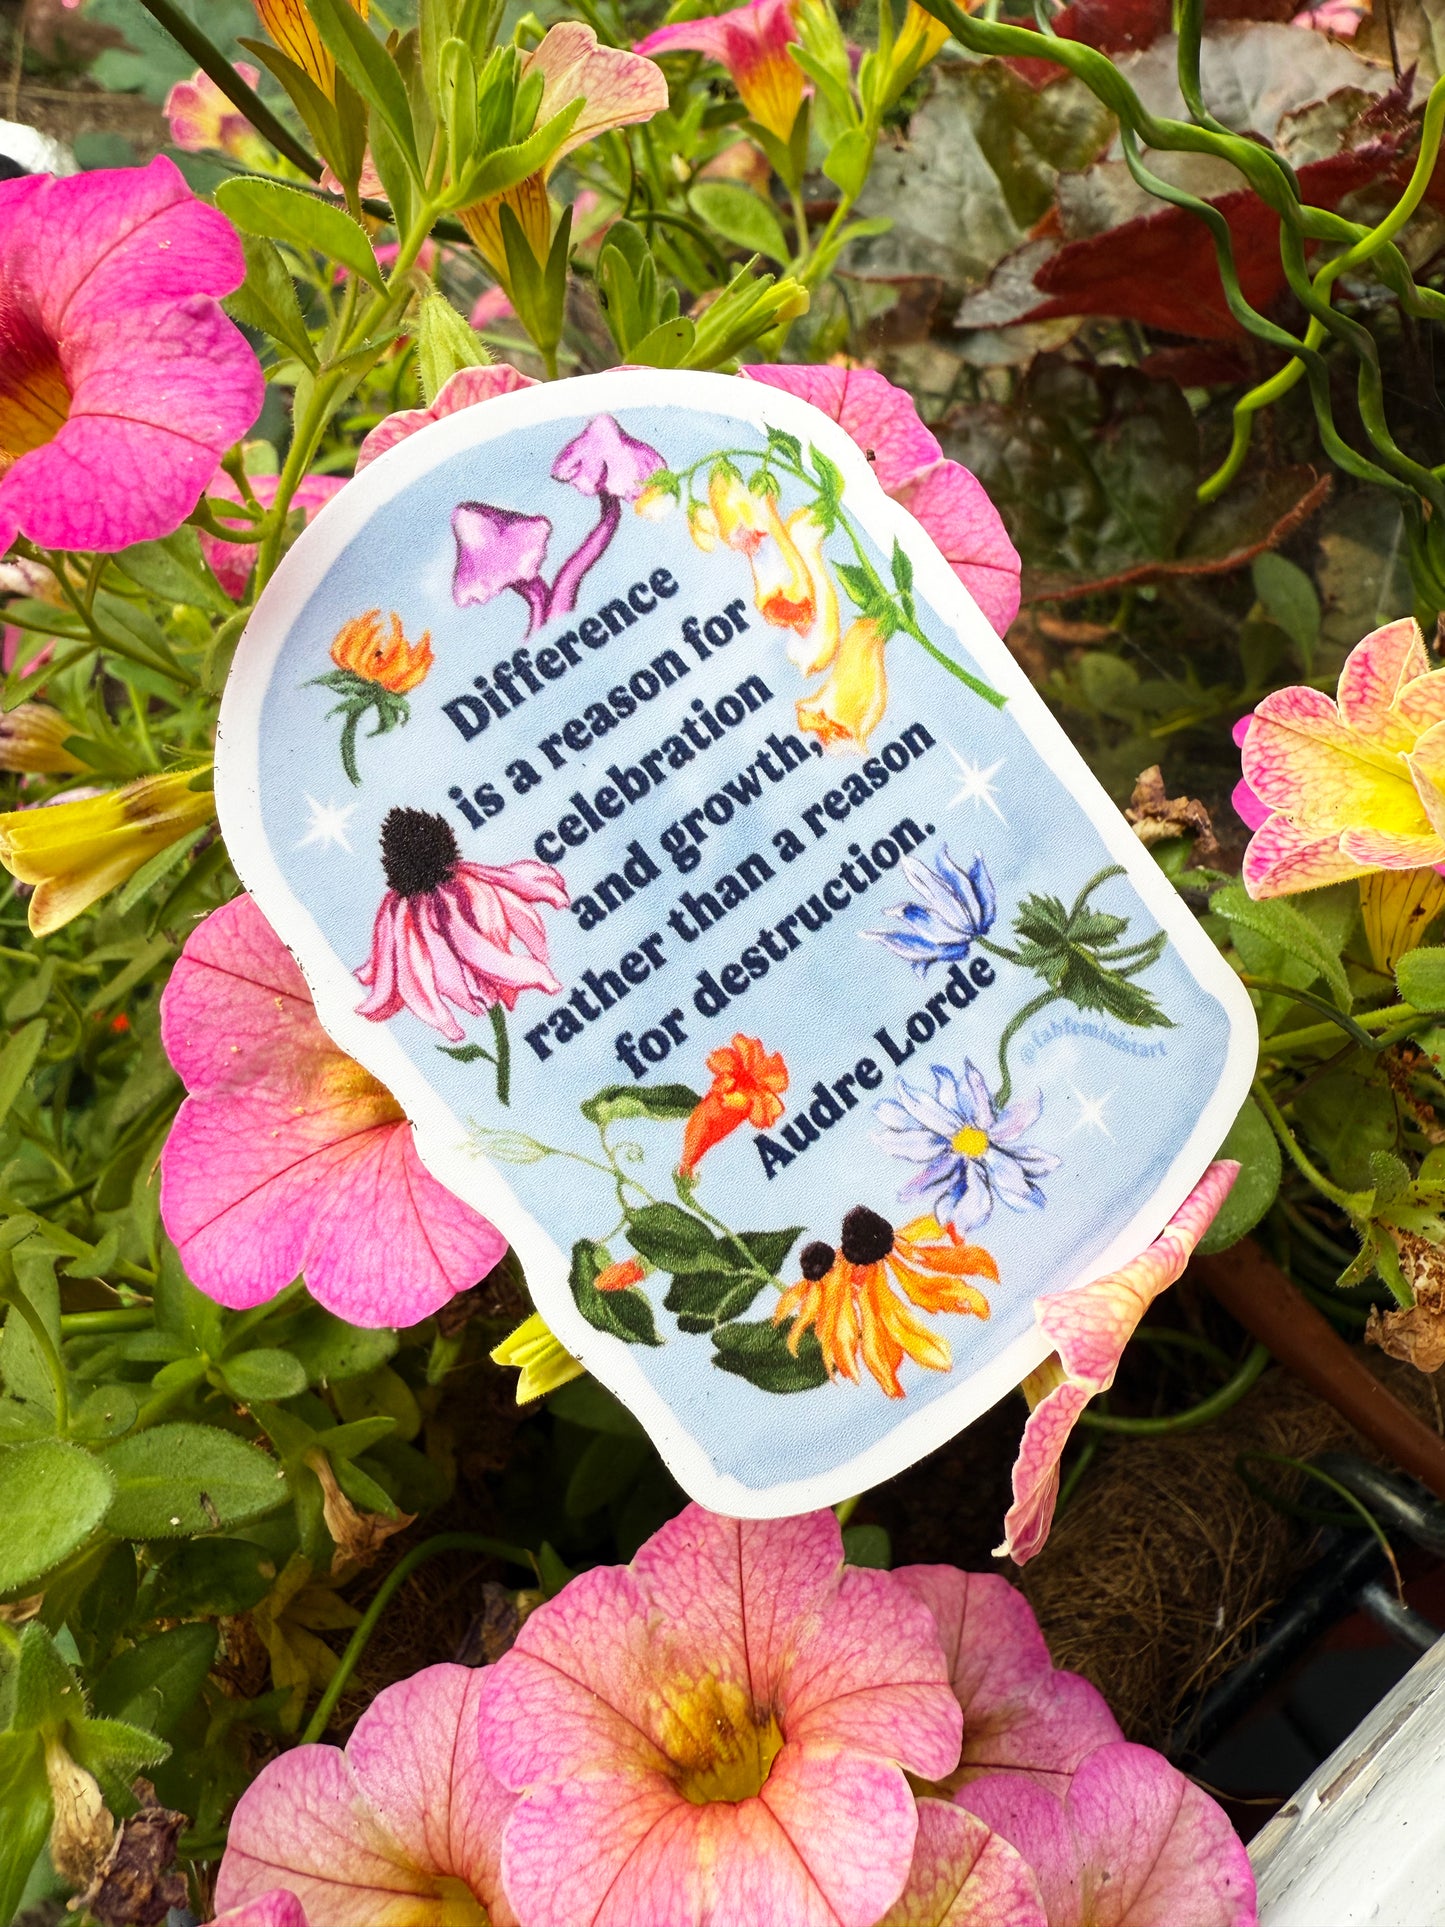 Difference
is a reason for
celebration
and growth,
rather than a reason
for destruction.
Audre Lorde
@fabfeministart